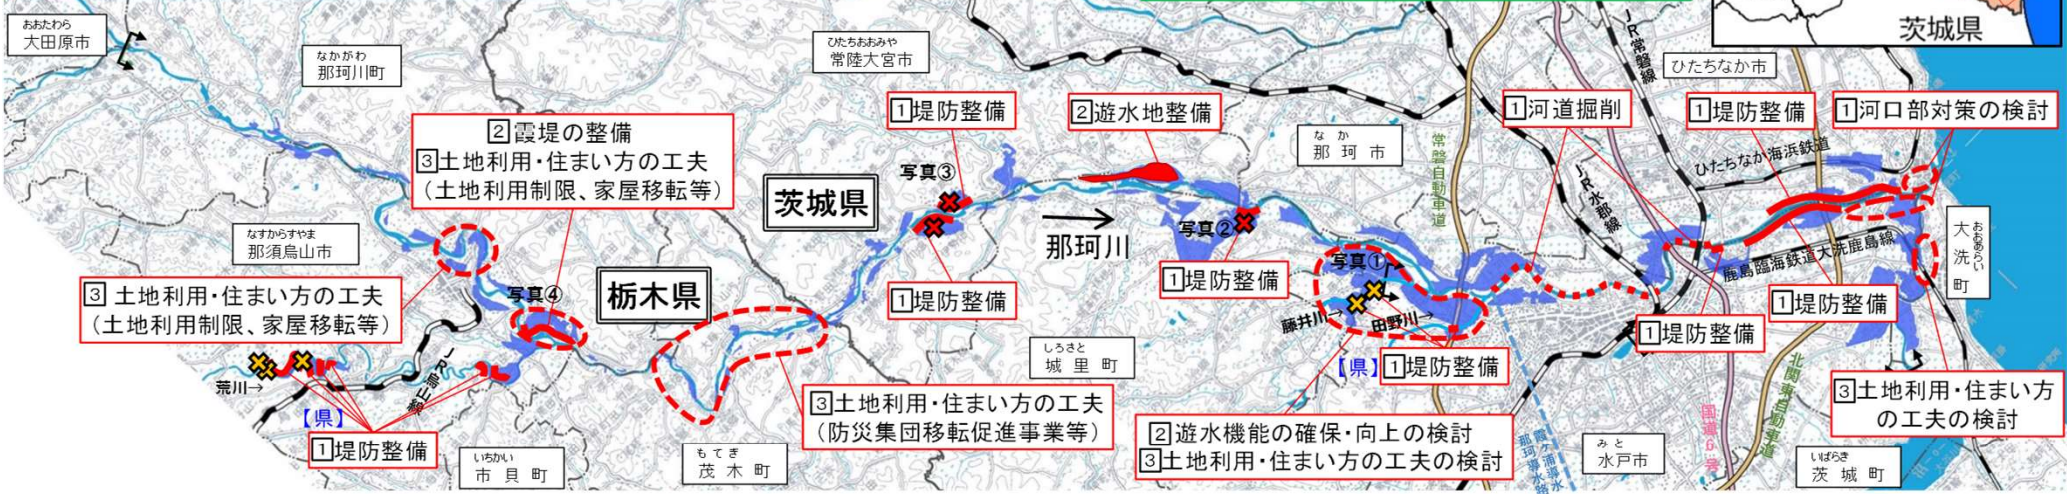 おおたわら
大田原市
なかがわ
那珂川町
ひたちおおみや
常陸大宮市
茨城県
JR常磐線
ひたちなか市
2霞堤の整備
3土地利用・住まい方の工夫
(土地利用制限、家屋移転等)
1堤防整備
2遊水地整備
なか
那珂市
常磐自動車道
1河道掘削
1堤防整備
1河口部対策の検討
ひたちなか海浜鉄道
JR水郡線
写真③
茨城県
那珂川
写真②
なすからすやま
那須烏山市
おおあらい
大洗町
鹿島臨海鉄道大洗鹿島線
3土地利用・住まい方の工夫
(土地利用制限、家屋移転等)
写真④
栃木県
1堤防整備
1堤防整備
写真①
藤井川→
田野川→
1堤防整備
1堤防整備
しろさと
城里町
【県】
1堤防整備
荒川→
JR烏山線
【県】
1堤防整備
3土地利用・住まい方の工夫
(防災集団移転促進事業等)
2遊水機能の確保・向上の検討
3土地利用・住まい方の工夫の検討
3土地利用・住まい方
の工夫の検討
北関東自動車道
国道6号
霞ヶ浦導水
那珂導水路
いちかい
市貝町
もてぎ
茂木町
みと
水戸市
いばらき
茨城町